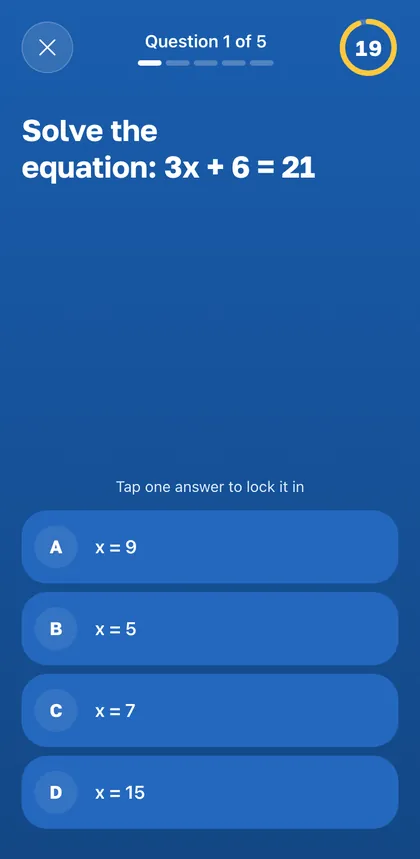 Question 1 of 5
19
Solve the
equation: 3x + 6 = 21
Tap one answer to lock it in
A x = 9
B x = 5
C x = 7
D x = 15